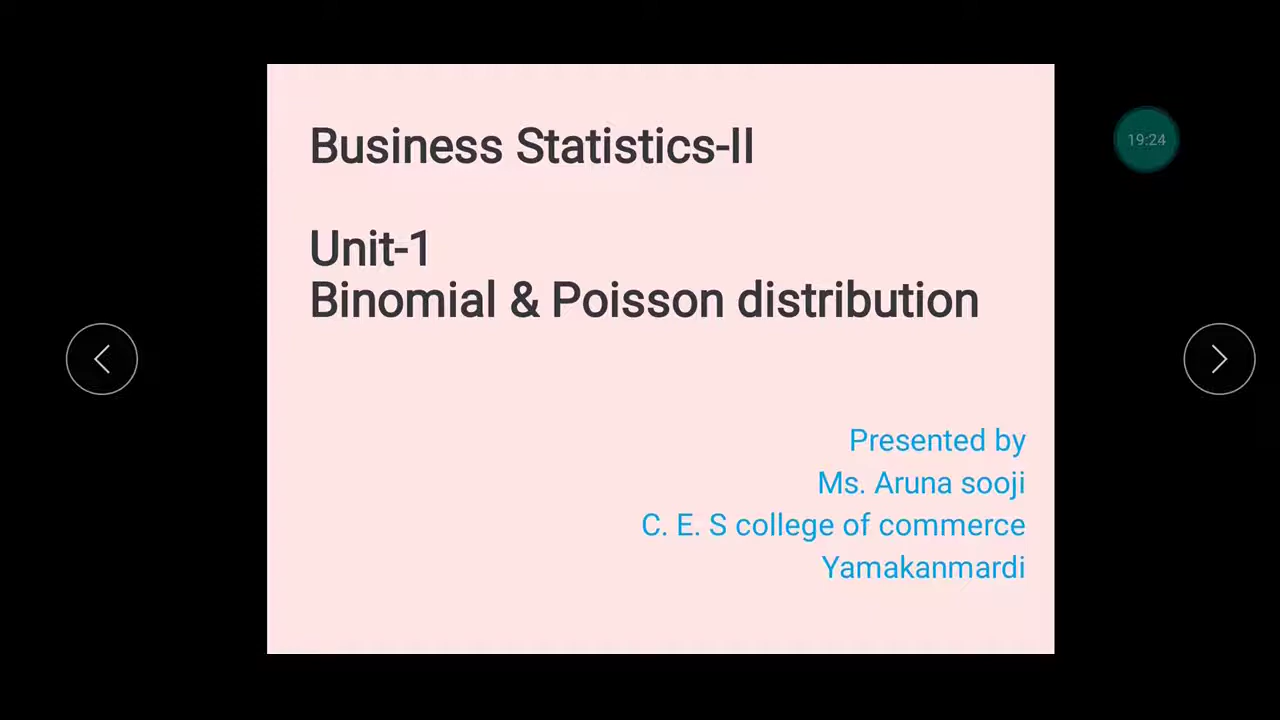 Business Statistics-II
19:24
Unit-1
Binomial & Poisson distribution
Presented by
Ms. Aruna sooji
C. E. S college of commerce
Yamakanmardi